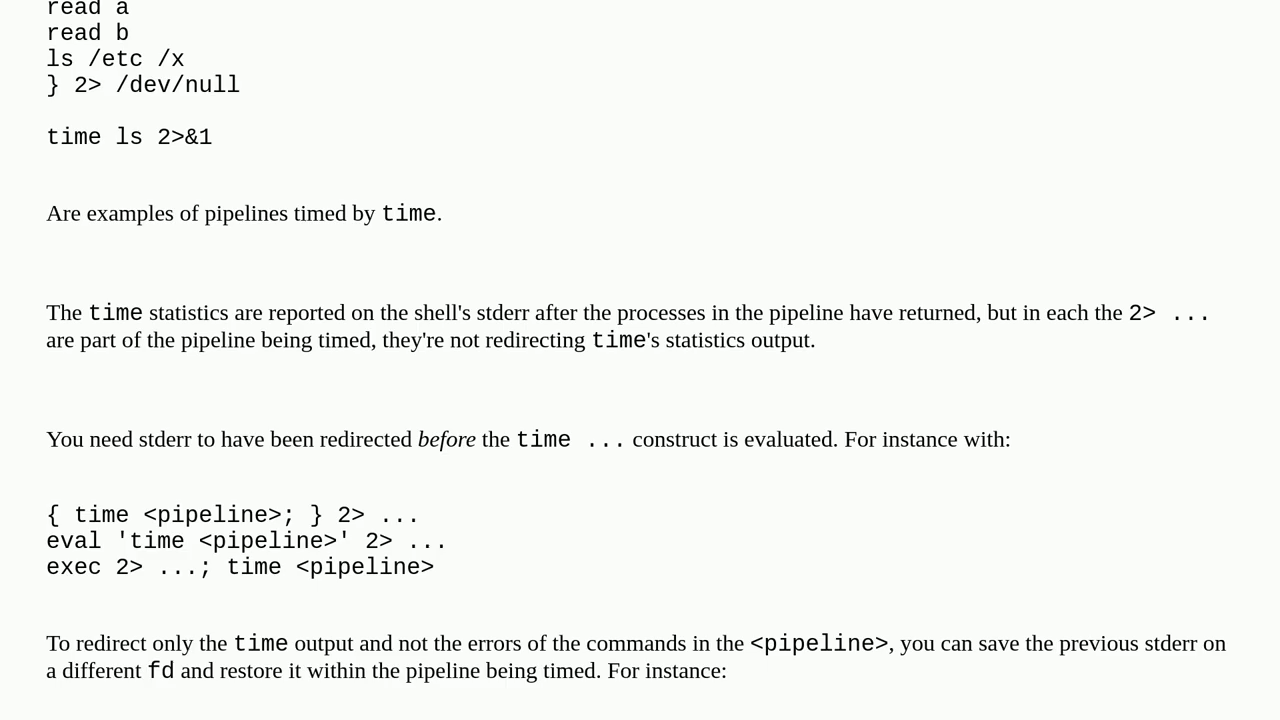 read a
read b
ls /etc /x
} 2> /dev/null
time ls 2>&1
Are examples of pipelines timed by time.
The time statistics are reported on the shell's stderr after the processes in the pipeline have returned, but in each the 2> ...
are part of the pipeline being timed, they're not redirecting time's statistics output.
You need stderr to have been redirected before the time ... construct is evaluated. For instance with:
{ time <pipeline>; } 2> ...
eval 'time <pipeline>' 2> ...
exec 2> ...; time <pipeline>
To redirect only the time output and not the errors of the commands in the <pipeline>, you can save the previous stderr on
a different fd and restore it within the pipeline being timed. For instance: